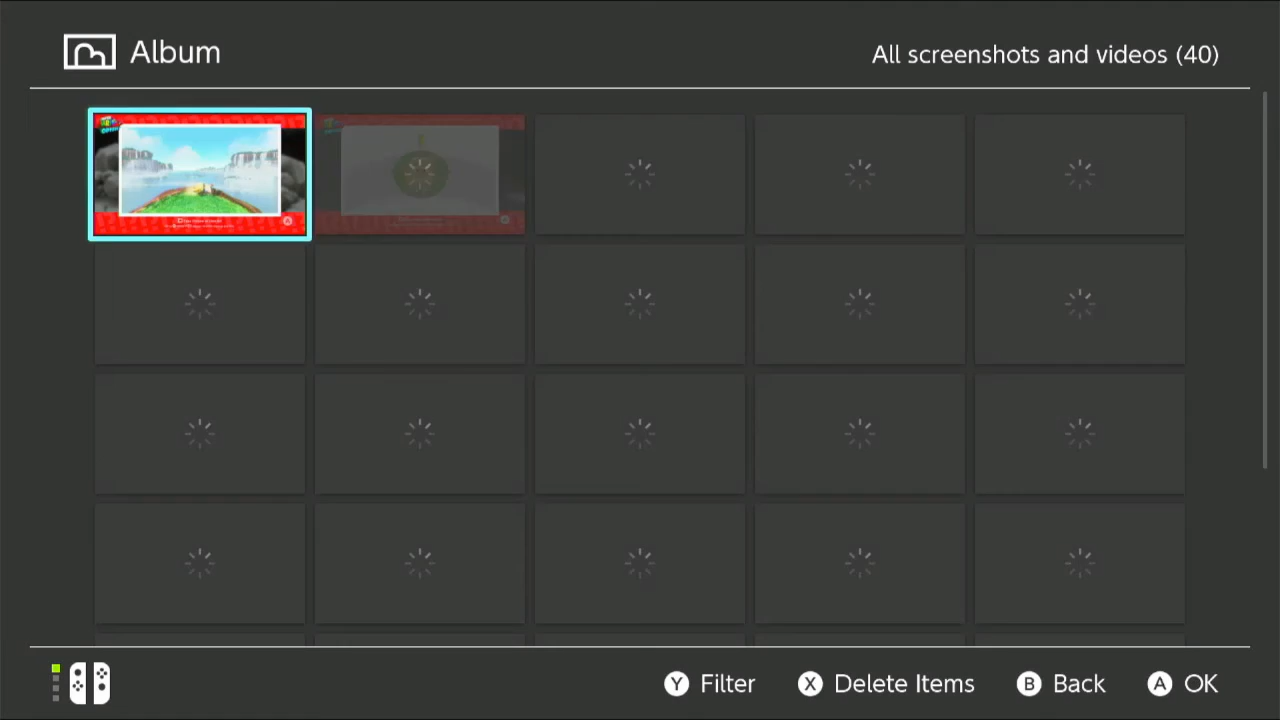 Album
All screenshots and videos (40)
Y Filter
X Delete Items
B Back
A OK